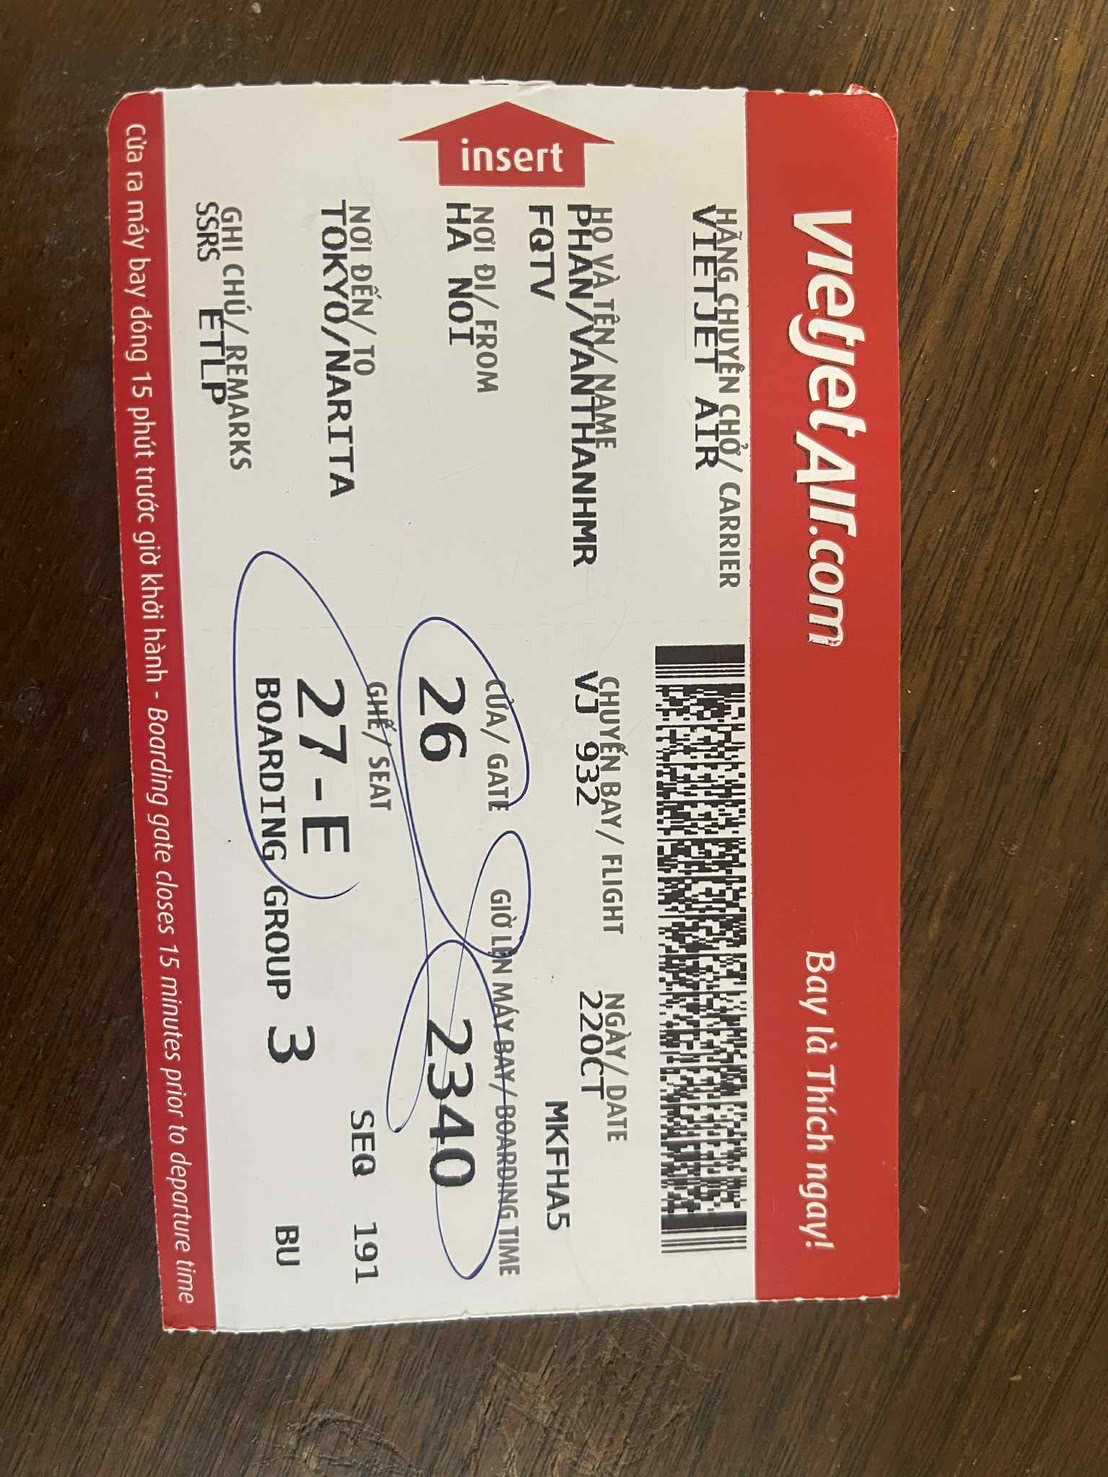 vietjetAir.com
Bay là Thích ngay!
HÃNG CHUYÊN CHỞ/ CARRIER
VIETJET AIR
HỌ VÀ TÊN/ NAME
PHAN/VANTHANHMR
CHUYẾN BAY/ FLIGHT
VJ 932
NGÀY/ DATE
22OCT
FQTV
MKFHA5
NƠI ĐI/ FROM
HA NOI
CỬA/ GATE
26
GIỜ LÊN MÁY BAY/ BOARDING TIME
2340
NƠI ĐẾN/ TO
TOKYO/NARITA
GHẾ/ SEAT
27-E
SEQ 191
GHI CHÚ/ REMARKS
SSRS ETLP
BOARDING GROUP 3
BU
insert
Cửa ra máy bay đóng 15 phút trước giờ khởi hành - Boarding gate closes 15 minutes prior to departure time